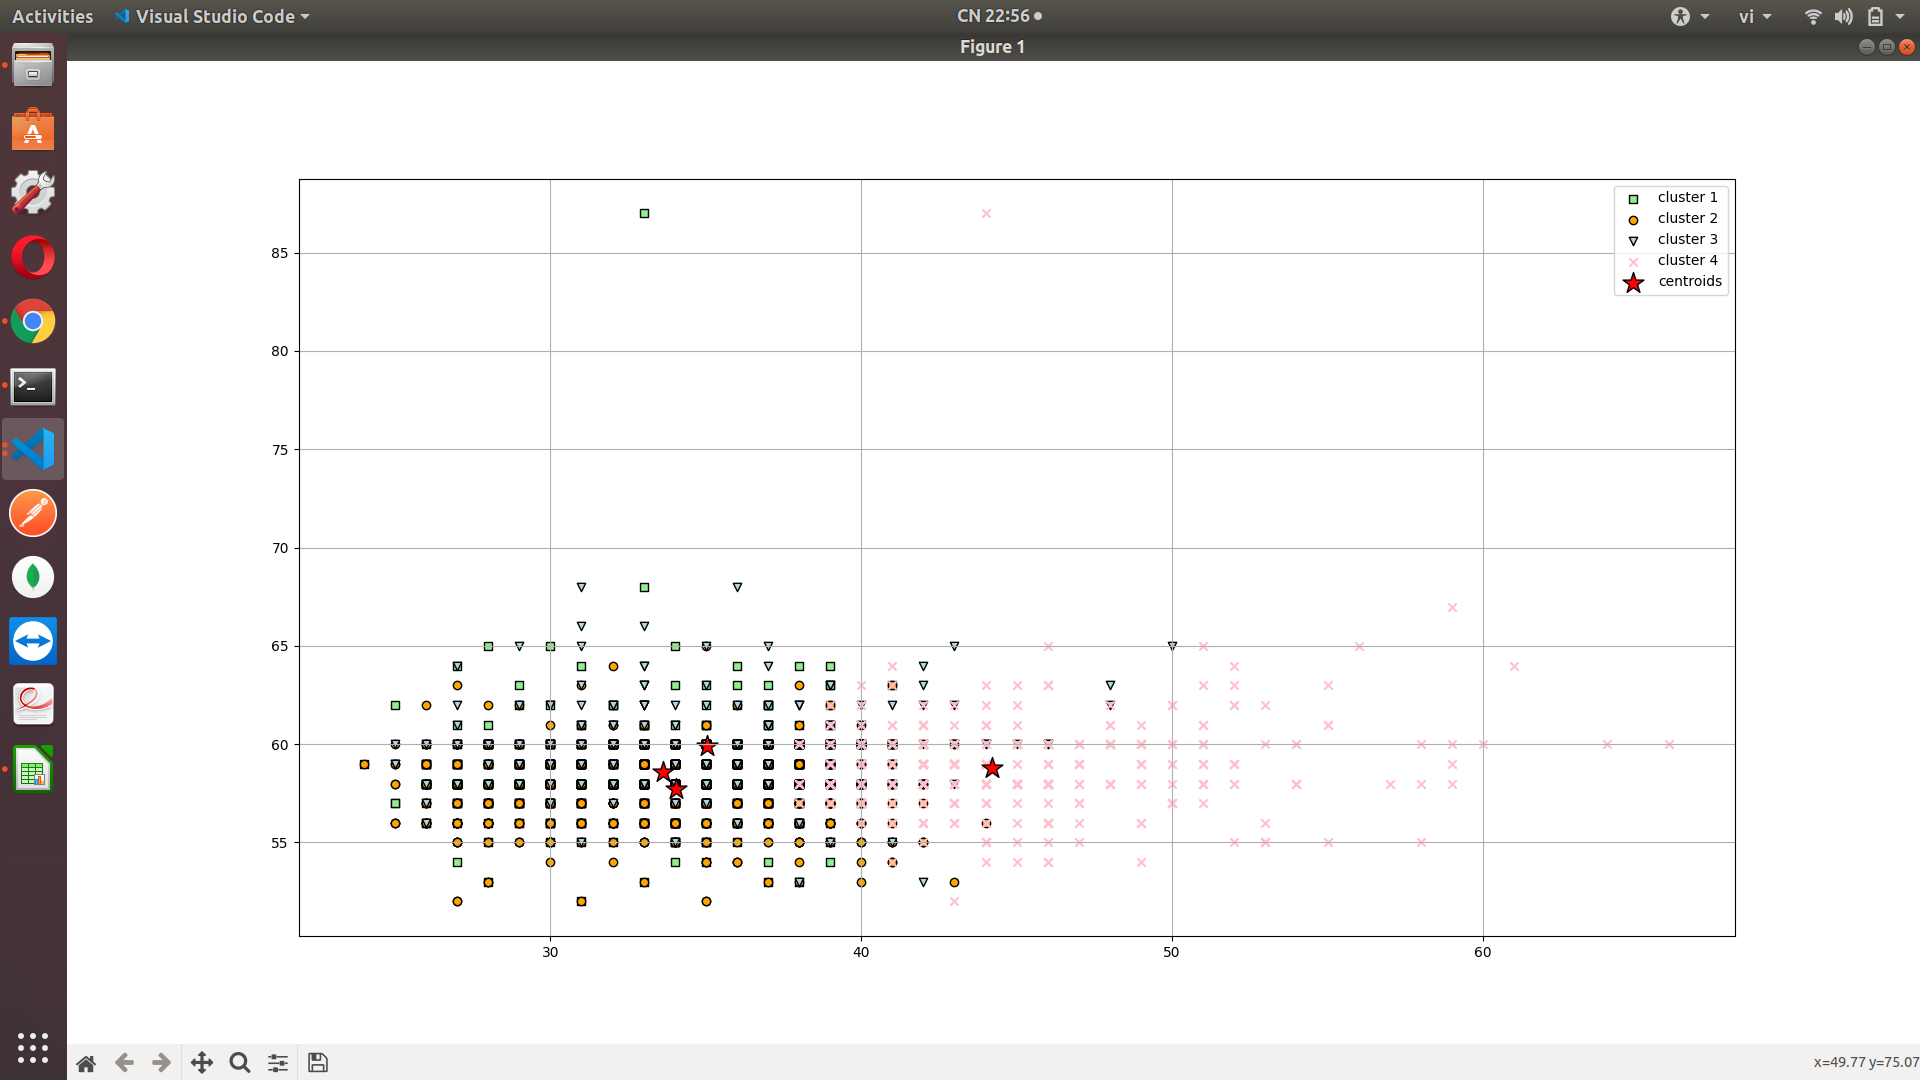 Activities
Visual Studio Code
CN 22:56
vi
Figure 1
85
80
75
70
65
60
55
30
40
50
60
cluster 1
cluster 2
cluster 3
cluster 4
centroids
x=49.77 y=75.07